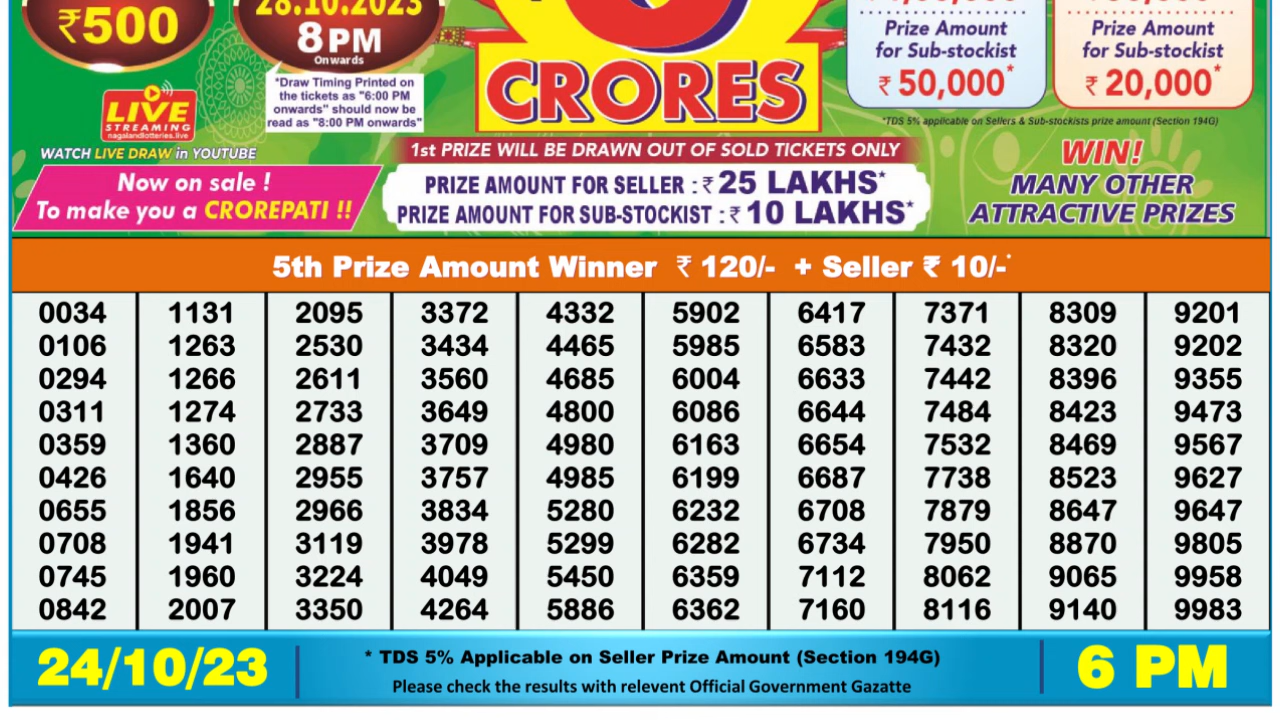 ₹500
28.10.2023
8 PM
Onwards
*Draw Timing Printed on
the tickets as "6:00 PM
onwards" should now be
read as "8:00 PM onwards"
LIVE
STREAMING
nagalandlotteries.live
WATCH LIVE DRAW in YOUTUBE
Now on sale !
To make you a CROREPATI !!
CRORES
1st PRIZE WILL BE DRAWN OUT OF SOLD TICKETS ONLY
PRIZE AMOUNT FOR SELLER : ₹ 25 LAKHS*
PRIZE AMOUNT FOR SUB-STOCKIST : ₹ 10 LAKHS*
Prize Amount
for Sub-stockist
₹ 50,000*
Prize Amount
for Sub-stockist
₹ 20,000*
*TDS 5% applicable on Sellers & Sub-stockists prize amount (Section 194G)
WIN!
MANY OTHER
ATTRACTIVE PRIZES
5th Prize Amount Winner ₹ 120/- + Seller ₹ 10/-*
0034 1131 2095 3372 4332 5902 6417 7371 8309 9201
0106 1263 2530 3434 4465 5985 6583 7432 8320 9202
0294 1266 2611 3560 4685 6004 6633 7442 8396 9355
0311 1274 2733 3649 4800 6086 6644 7484 8423 9473
0359 1360 2887 3709 4980 6163 6654 7532 8469 9567
0426 1640 2955 3757 4985 6199 6687 7738 8523 9627
0655 1856 2966 3834 5280 6232 6708 7879 8647 9647
0708 1941 3119 3978 5299 6282 6734 7950 8870 9805
0745 1960 3224 4049 5450 6359 7112 8062 9065 9958
0842 2007 3350 4264 5886 6362 7160 8116 9140 9983
24/10/23
* TDS 5% Applicable on Seller Prize Amount (Section 194G)
Please check the results with relevent Official Government Gazatte
6 PM